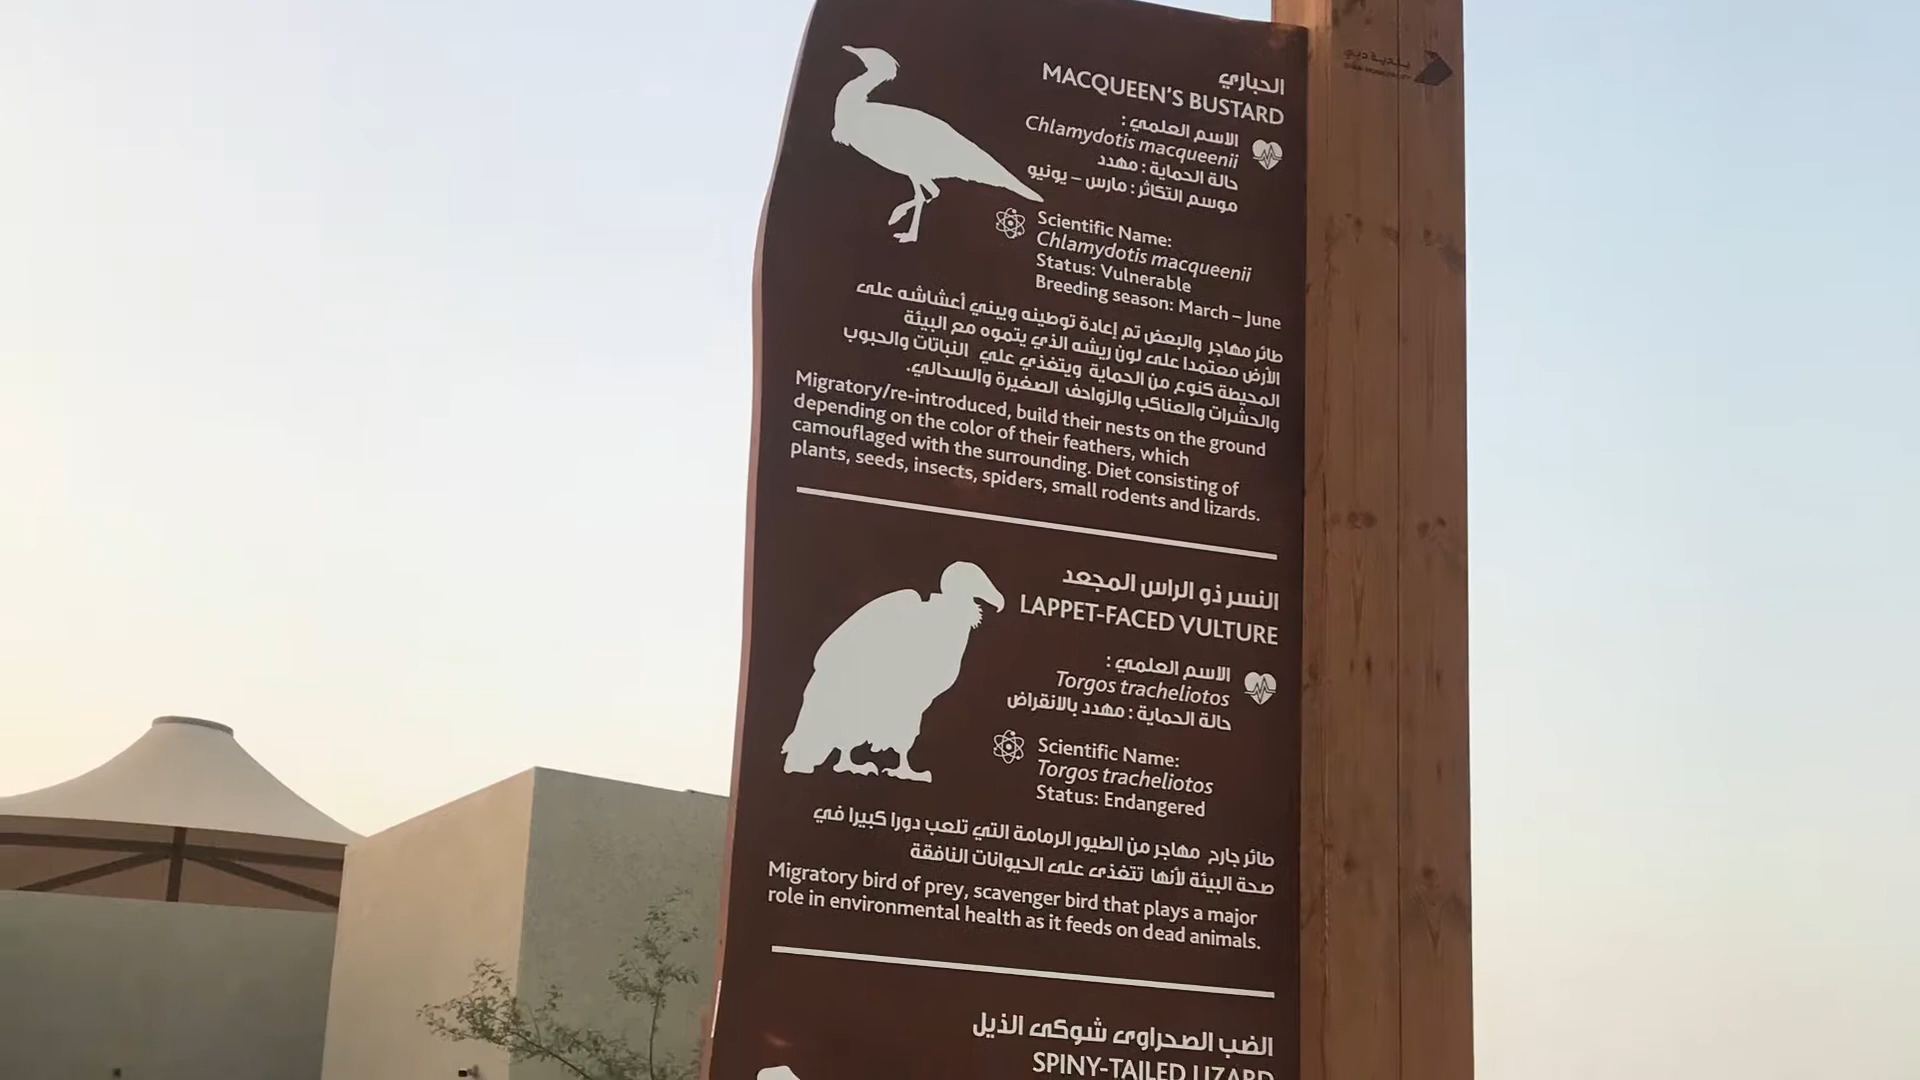 الحباري
MACQUEEN'S BUSTARD
الاسم العلمي :
Chlamydotis macqueenii
حالة الحماية : مهدد
موسم التكاثر : مارس – يونيو
Scientific Name:
Chlamydotis macqueenii
Status: Vulnerable
Breeding season: March – June
طائر مهاجر والبعض تم إعادة توطينه ويبني أعشاشه على
الأرض معتمدا على لون ريشه الذي يتموه مع البيئة
المحيطة كنوع من الحماية ويتغذي علي النباتات والحبوب
والحشرات والعناكب والزواحف الصغيرة والسحالي.
Migratory/re-introduced, build their nests on the ground
depending on the color of their feathers, which
camouflaged with the surrounding. Diet consisting of
plants, seeds, insects, spiders, small rodents and lizards.
النسر ذو الراس المجعد
LAPPET-FACED VULTURE
الاسم العلمي :
Torgos tracheliotos
حالة الحماية : مهدد بالانقراض
Scientific Name:
Torgos tracheliotos
Status: Endangered
طائر جارح مهاجر من الطيور الرمامة التي تلعب دورا كبيرا في
صحة البيئة لأنها تتغذى على الحيوانات النافقة
Migratory bird of prey, scavenger bird that plays a major
role in environmental health as it feeds on dead animals.
الضب الصحراوى شوكى الذيل
SPINY-TAILED LIZARD
بلدية دبي